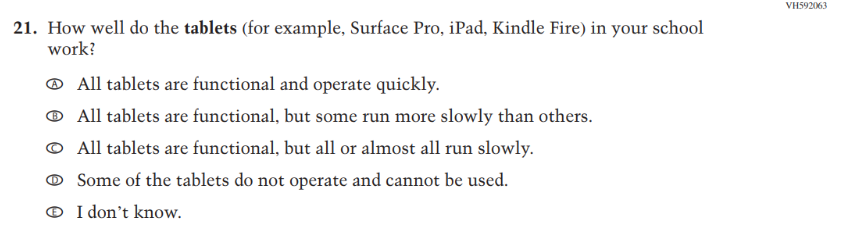 VH592063
21. How well do the tablets (for example, Surface Pro, iPad, Kindle Fire) in your school
work?
A All tablets are functional and operate quickly.
B All tablets are functional, but some run more slowly than others.
C All tablets are functional, but all or almost all run slowly.
D Some of the tablets do not operate and cannot be used.
E I don’t know.